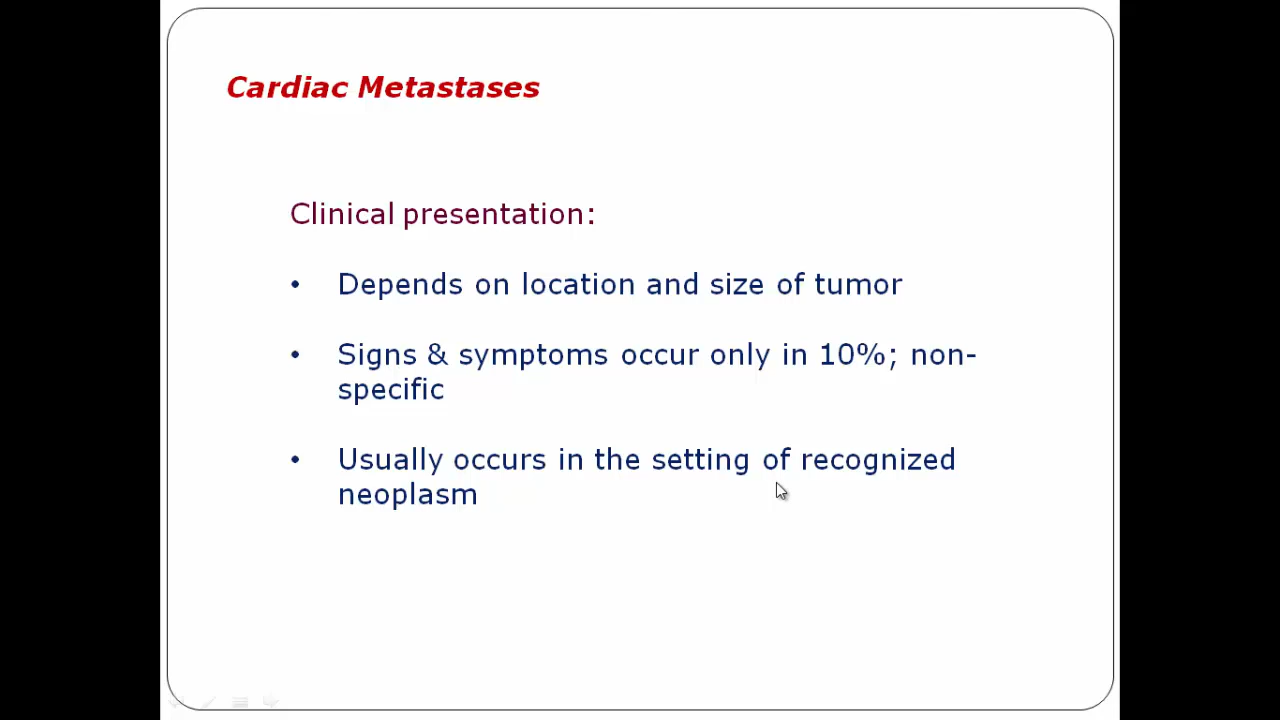 Cardiac Metastases
Clinical presentation:
• Depends on location and size of tumor
• Signs & symptoms occur only in 10%; non-
specific
• Usually occurs in the setting of recognized
neoplasm